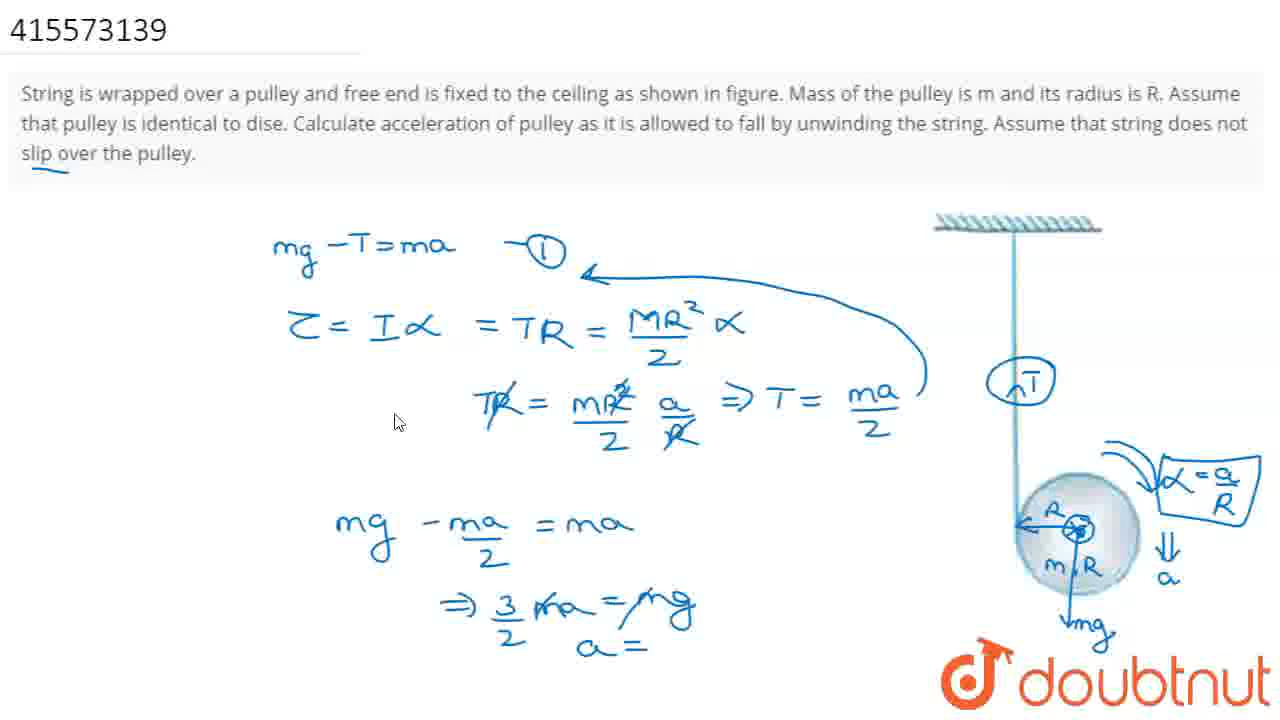 415573139
String is wrapped over a pulley and free end is fixed to the ceiling as shown in figure. Mass of the pulley is m and its radius is R. Assume
that pulley is identical to dise. Calculate acceleration of pulley as it is allowed to fall by unwinding the string. Assume that string does not
slip over the pulley.
mg - T = ma - 1
τ = Iα = TR = MR²/2 α
TR = mR²/2 a/R ⇒ T = ma/2
mg - ma/2 = ma
⇒ 3/2 ma = mg
a =
T
α = a/R
R
m, R
a
mg
doubtnut